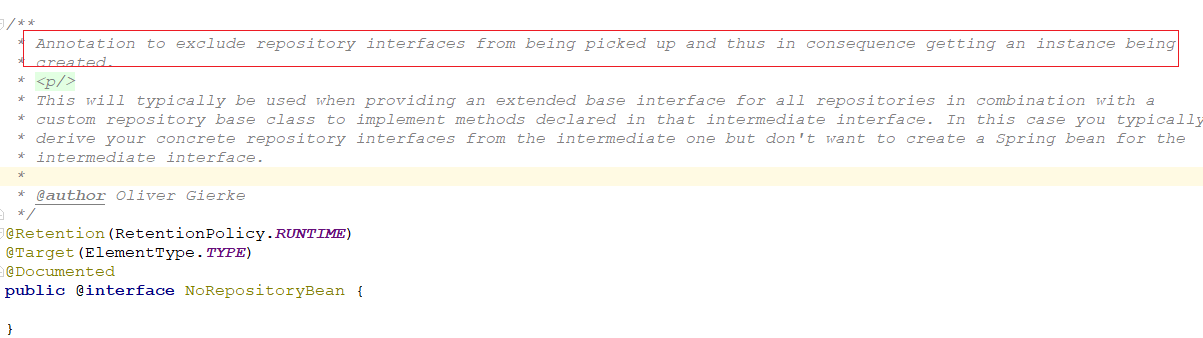 /**
* Annotation to exclude repository interfaces from being picked up and thus in consequence getting an instance being
* created.
* <p/>
* This will typically be used when providing an extended base interface for all repositories in combination with a
* custom repository base class to implement methods declared in that intermediate interface. In this case you typically
* derive your concrete repository interfaces from the intermediate one but don't want to create a Spring bean for the
* intermediate interface.
*
* @author Oliver Gierke
*/
@Retention(RetentionPolicy.RUNTIME)
@Target(ElementType.TYPE)
@Documented
public @interface NoRepositoryBean {
}